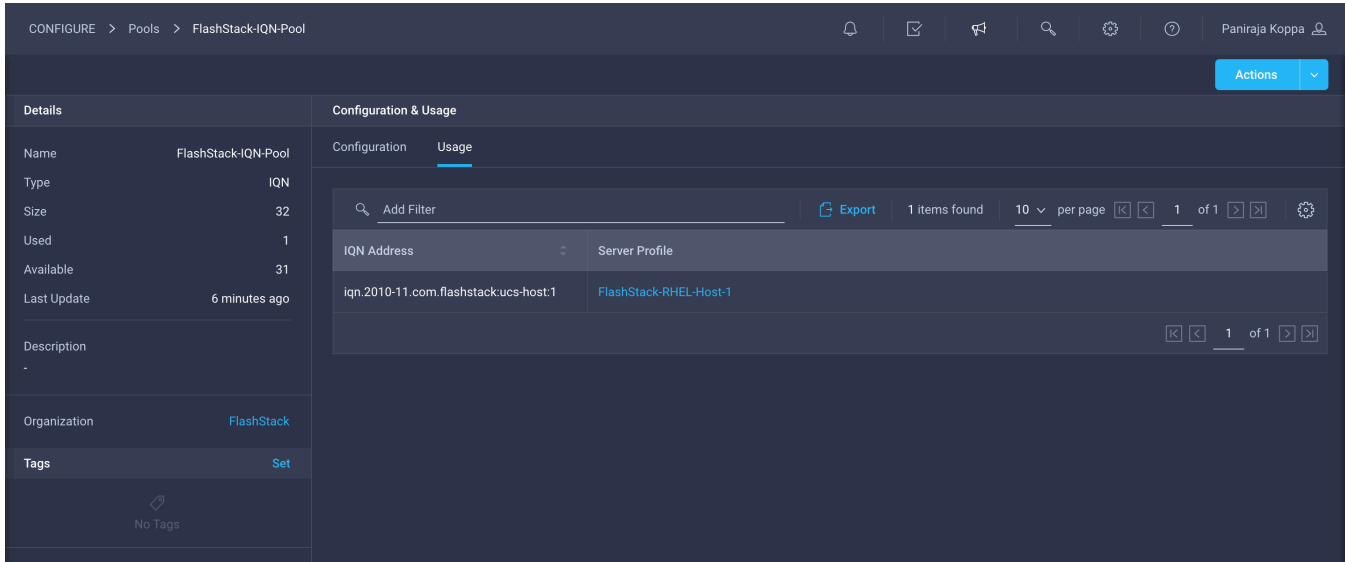 CONFIGURE > Pools > FlashStack-IQN-Pool
Paniraja Koppa
Actions
Details
Name FlashStack-IQN-Pool
Type IQN
Size 32
Used 1
Available 31
Last Update 6 minutes ago
Description
-
Organization FlashStack
Tags Set
No Tags
Configuration & Usage
Configuration Usage
Add Filter Export 1 items found 10 per page 1 of 1
IQN Address Server Profile
iqn.2010-11.com.flashstack:ucs-host:1 FlashStack-RHEL-Host-1
1 of 1